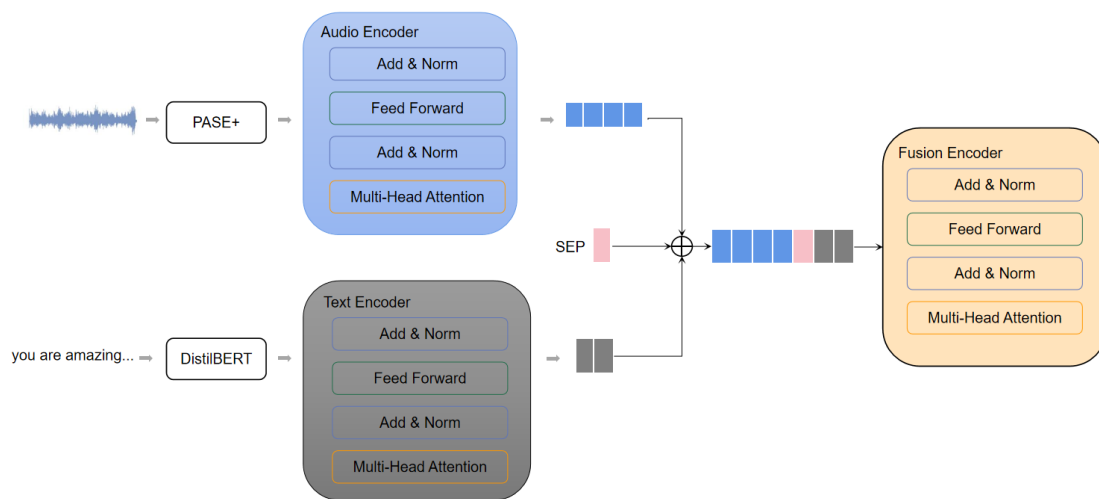 Audio Encoder
Add & Norm
Feed Forward
Add & Norm
Multi-Head Attention
PASE+
SEP
Text Encoder
Add & Norm
Feed Forward
Add & Norm
Multi-Head Attention
you are amazing...
DistilBERT
Fusion Encoder
Add & Norm
Feed Forward
Add & Norm
Multi-Head Attention